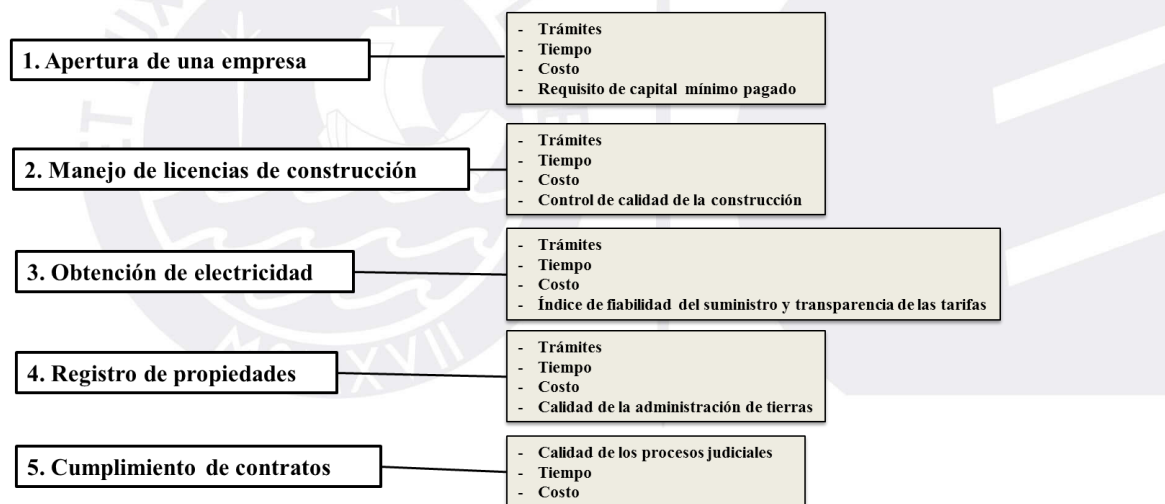 1. Apertura de una empresa
- Trámites
- Tiempo
- Costo
- Requisito de capital mínimo pagado
2. Manejo de licencias de construcción
- Trámites
- Tiempo
- Costo
- Control de calidad de la construcción
3. Obtención de electricidad
- Trámites
- Tiempo
- Costo
- Índice de fiabilidad del suministro y transparencia de las tarifas
4. Registro de propiedades
- Trámites
- Tiempo
- Costo
- Calidad de la administración de tierras
5. Cumplimiento de contratos
- Calidad de los procesos judiciales
- Tiempo
- Costo